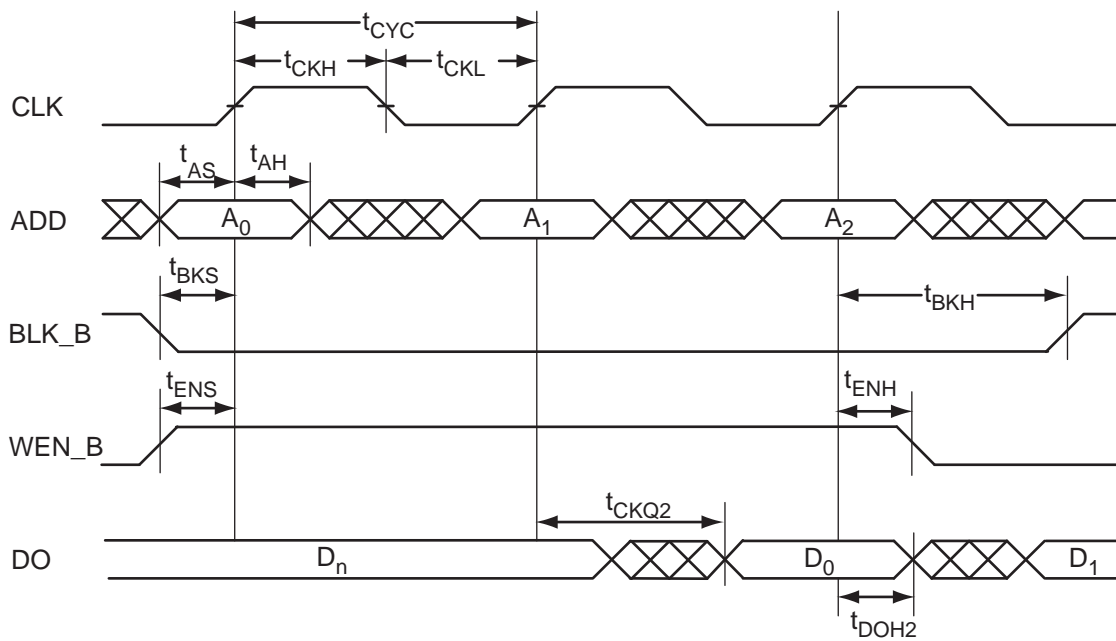 tCYC
tCKH tCKL
CLK
tAS tAH
ADD A0 A1 A2
tBKS tBKH
BLK_B
tENS tENH
WEN_B
tCKQ2
DO Dn D0 D1
tDOH2